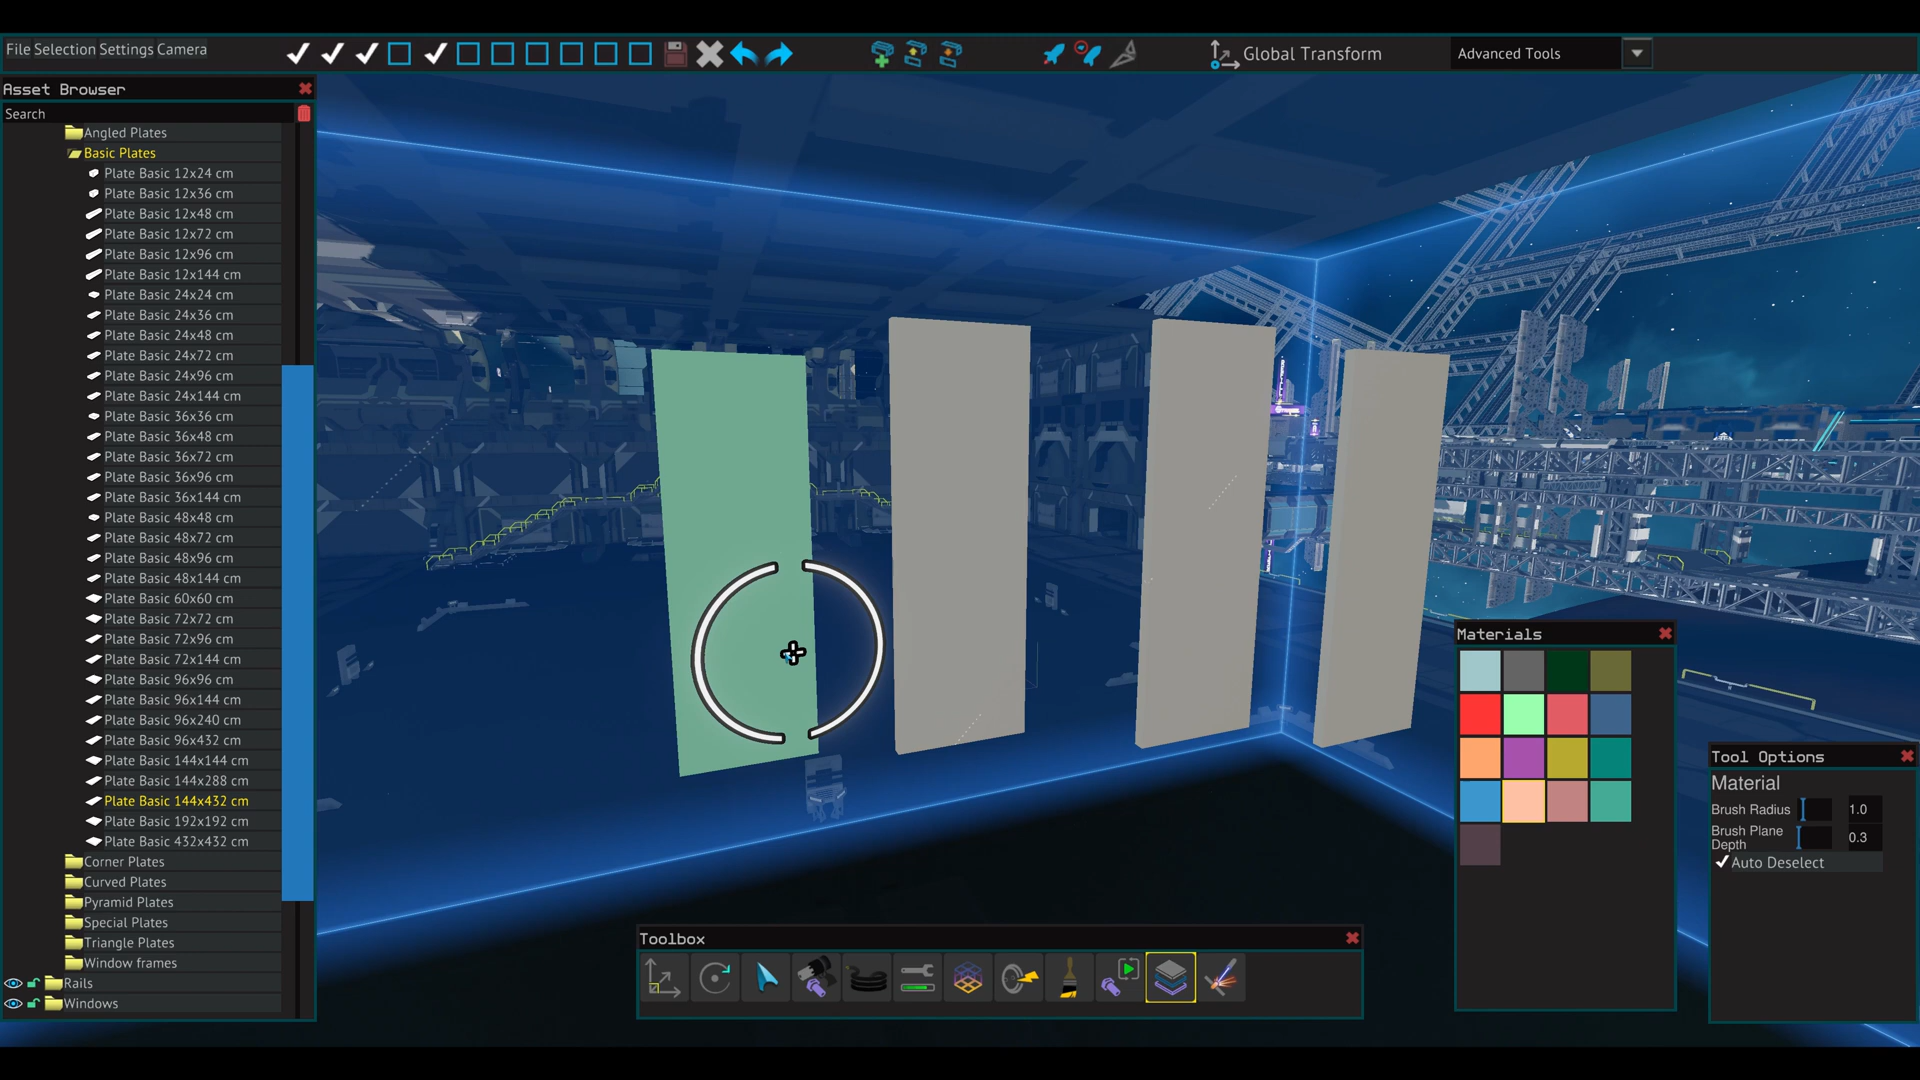 File Selection Settings Camera
Global Transform
Advanced Tools
Asset Browser
Search
Angled Plates
Basic Plates
Plate Basic 12x24 cm
Plate Basic 12x36 cm
Plate Basic 12x48 cm
Plate Basic 12x72 cm
Plate Basic 12x96 cm
Plate Basic 12x144 cm
Plate Basic 24x24 cm
Plate Basic 24x36 cm
Plate Basic 24x48 cm
Plate Basic 24x72 cm
Plate Basic 24x96 cm
Plate Basic 24x144 cm
Plate Basic 36x36 cm
Plate Basic 36x48 cm
Plate Basic 36x72 cm
Plate Basic 36x96 cm
Plate Basic 36x144 cm
Plate Basic 48x48 cm
Plate Basic 48x72 cm
Plate Basic 48x96 cm
Plate Basic 48x144 cm
Plate Basic 60x60 cm
Plate Basic 72x72 cm
Plate Basic 72x96 cm
Plate Basic 72x144 cm
Plate Basic 96x96 cm
Plate Basic 96x144 cm
Plate Basic 96x240 cm
Plate Basic 96x432 cm
Plate Basic 144x144 cm
Plate Basic 144x288 cm
Plate Basic 144x432 cm
Plate Basic 192x192 cm
Plate Basic 432x432 cm
Corner Plates
Curved Plates
Pyramid Plates
Special Plates
Triangle Plates
Window frames
Rails
Windows
Toolbox
Materials
Tool Options
Material
Brush Radius 1.0
Brush Plane
Depth 0.3
Auto Deselect